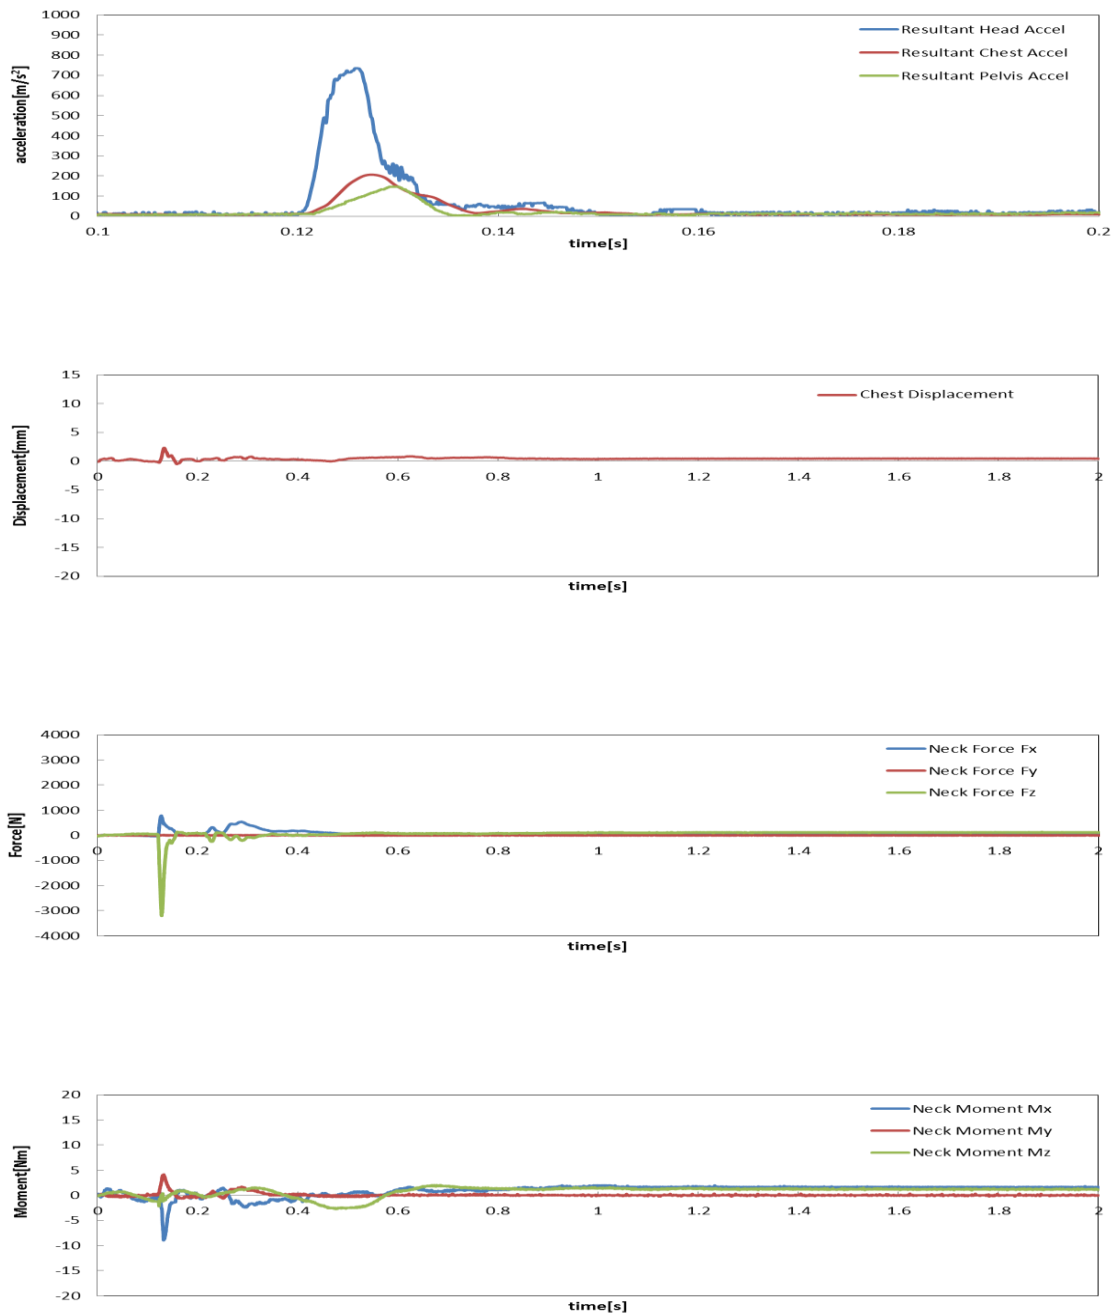 1000
900
800
700
600
500
400
300
200
100
0
acceleration[m/s²]
Resultant Head Accel
Resultant Chest Accel
Resultant Pelvis Accel
0.1 0.12 0.14 0.16 0.18 0.2
time[s]
15
10
5
0
-5
-10
-15
-20
Displacement[mm]
Chest Displacement
0 0.2 0.4 0.6 0.8 1 1.2 1.4 1.6 1.8 2
time[s]
4000
3000
2000
1000
0
-1000
-2000
-3000
-4000
Force[N]
Neck Force Fx
Neck Force Fy
Neck Force Fz
0 0.2 0.4 0.6 0.8 1 1.2 1.4 1.6 1.8 2
time[s]
20
15
10
5
0
-5
-10
-15
-20
Moment[Nm]
Neck Moment Mx
Neck Moment My
Neck Moment Mz
0 0.2 0.4 0.6 0.8 1 1.2 1.4 1.6 1.8 2
time[s]